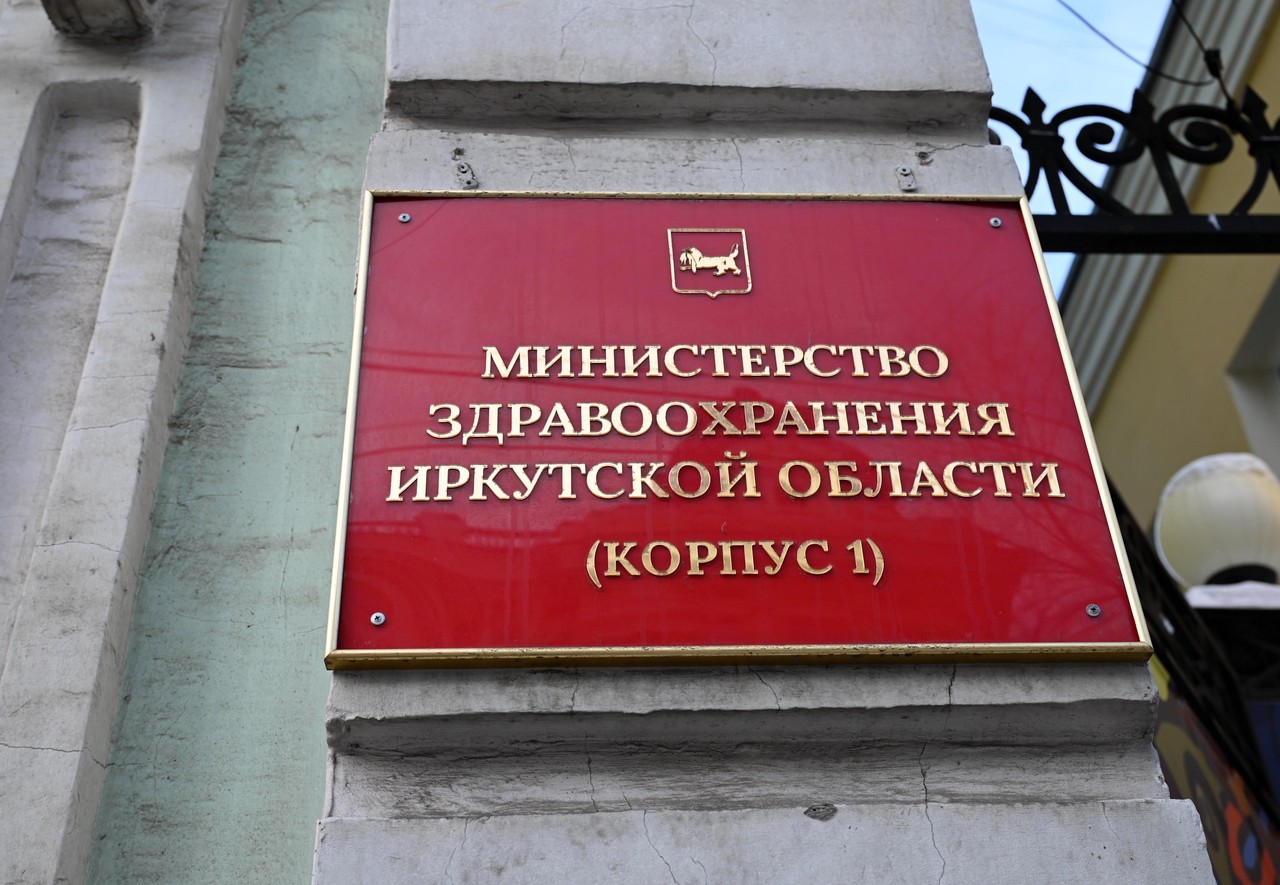 МИНИСТЕРСТВО
ЗДРАВООХРАНЕНИЯ
ИРКУТСКОЙ ОБЛАСТИ
(КОРПУС 1)